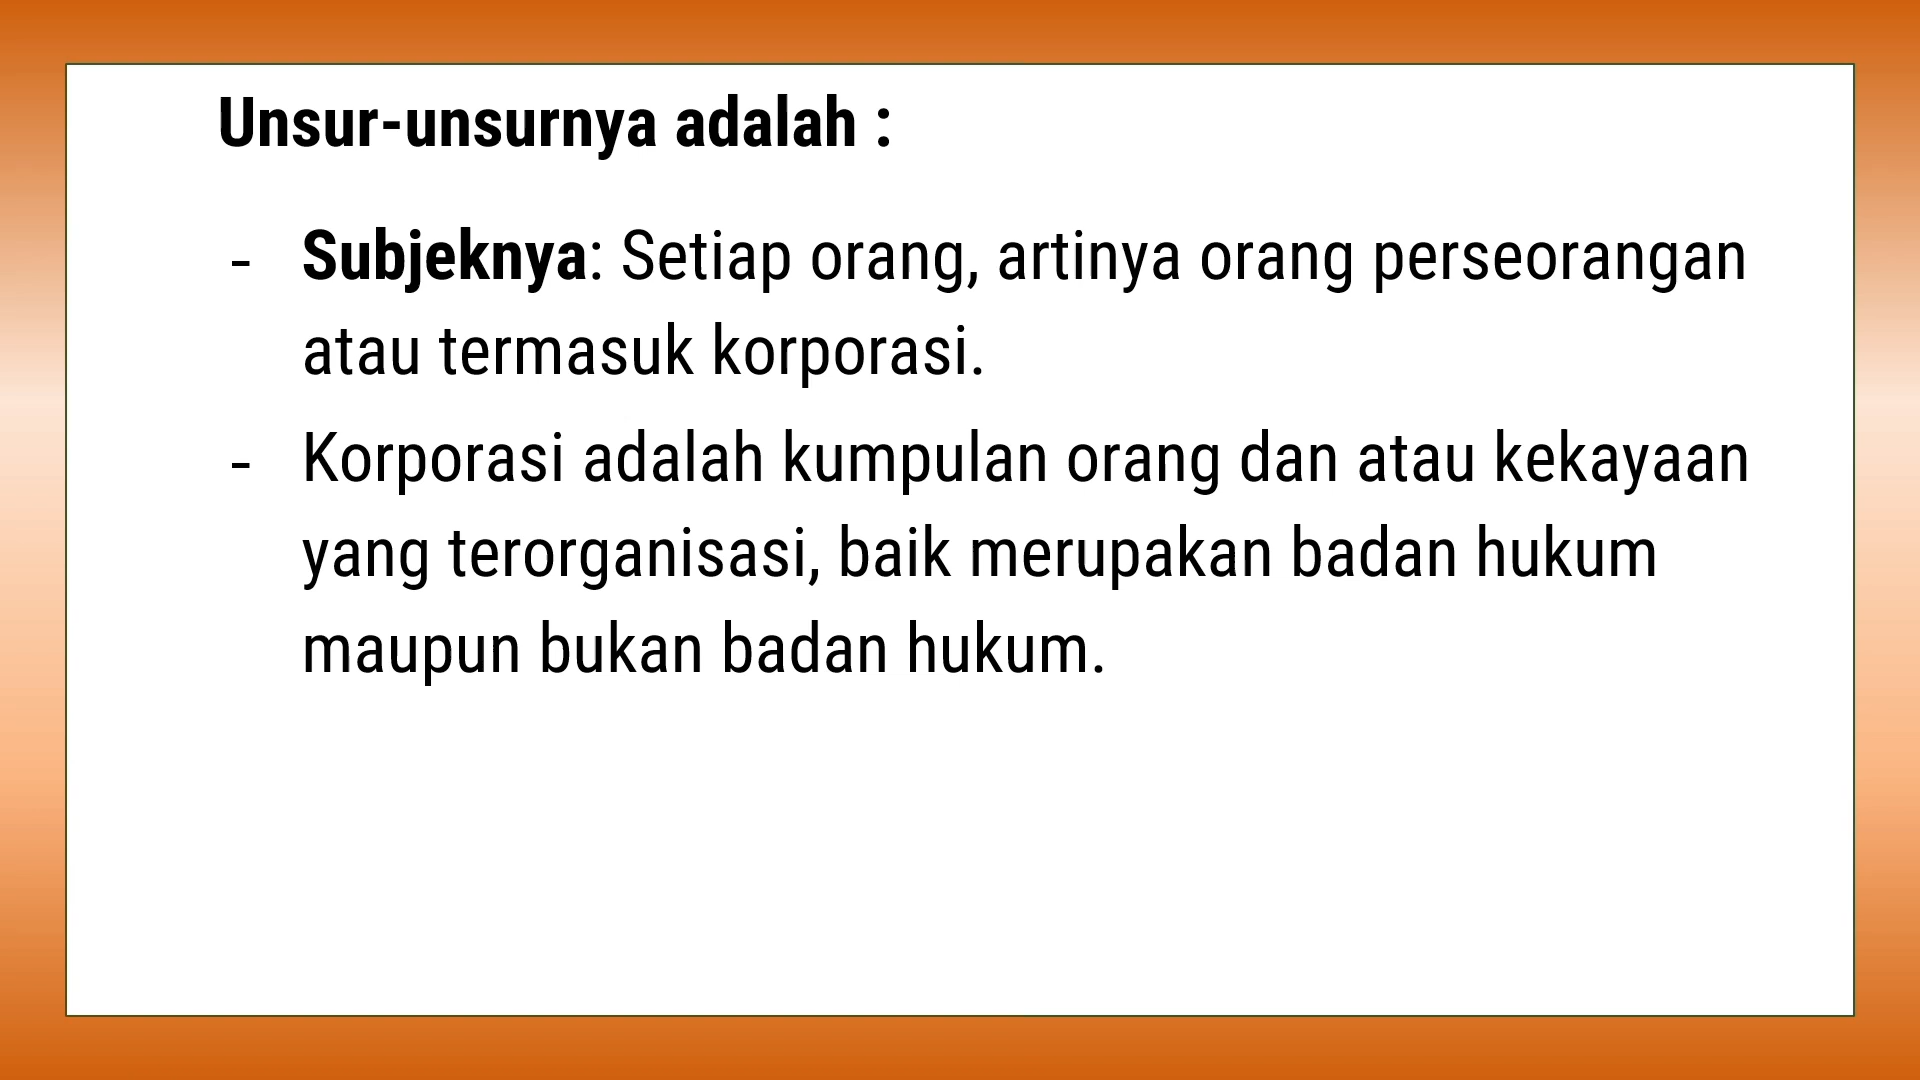 Unsur-unsurnya adalah :
- Subjeknya: Setiap orang, artinya orang perseorangan
atau termasuk korporasi.
- Korporasi adalah kumpulan orang dan atau kekayaan
yang terorganisasi, baik merupakan badan hukum
maupun bukan badan hukum.